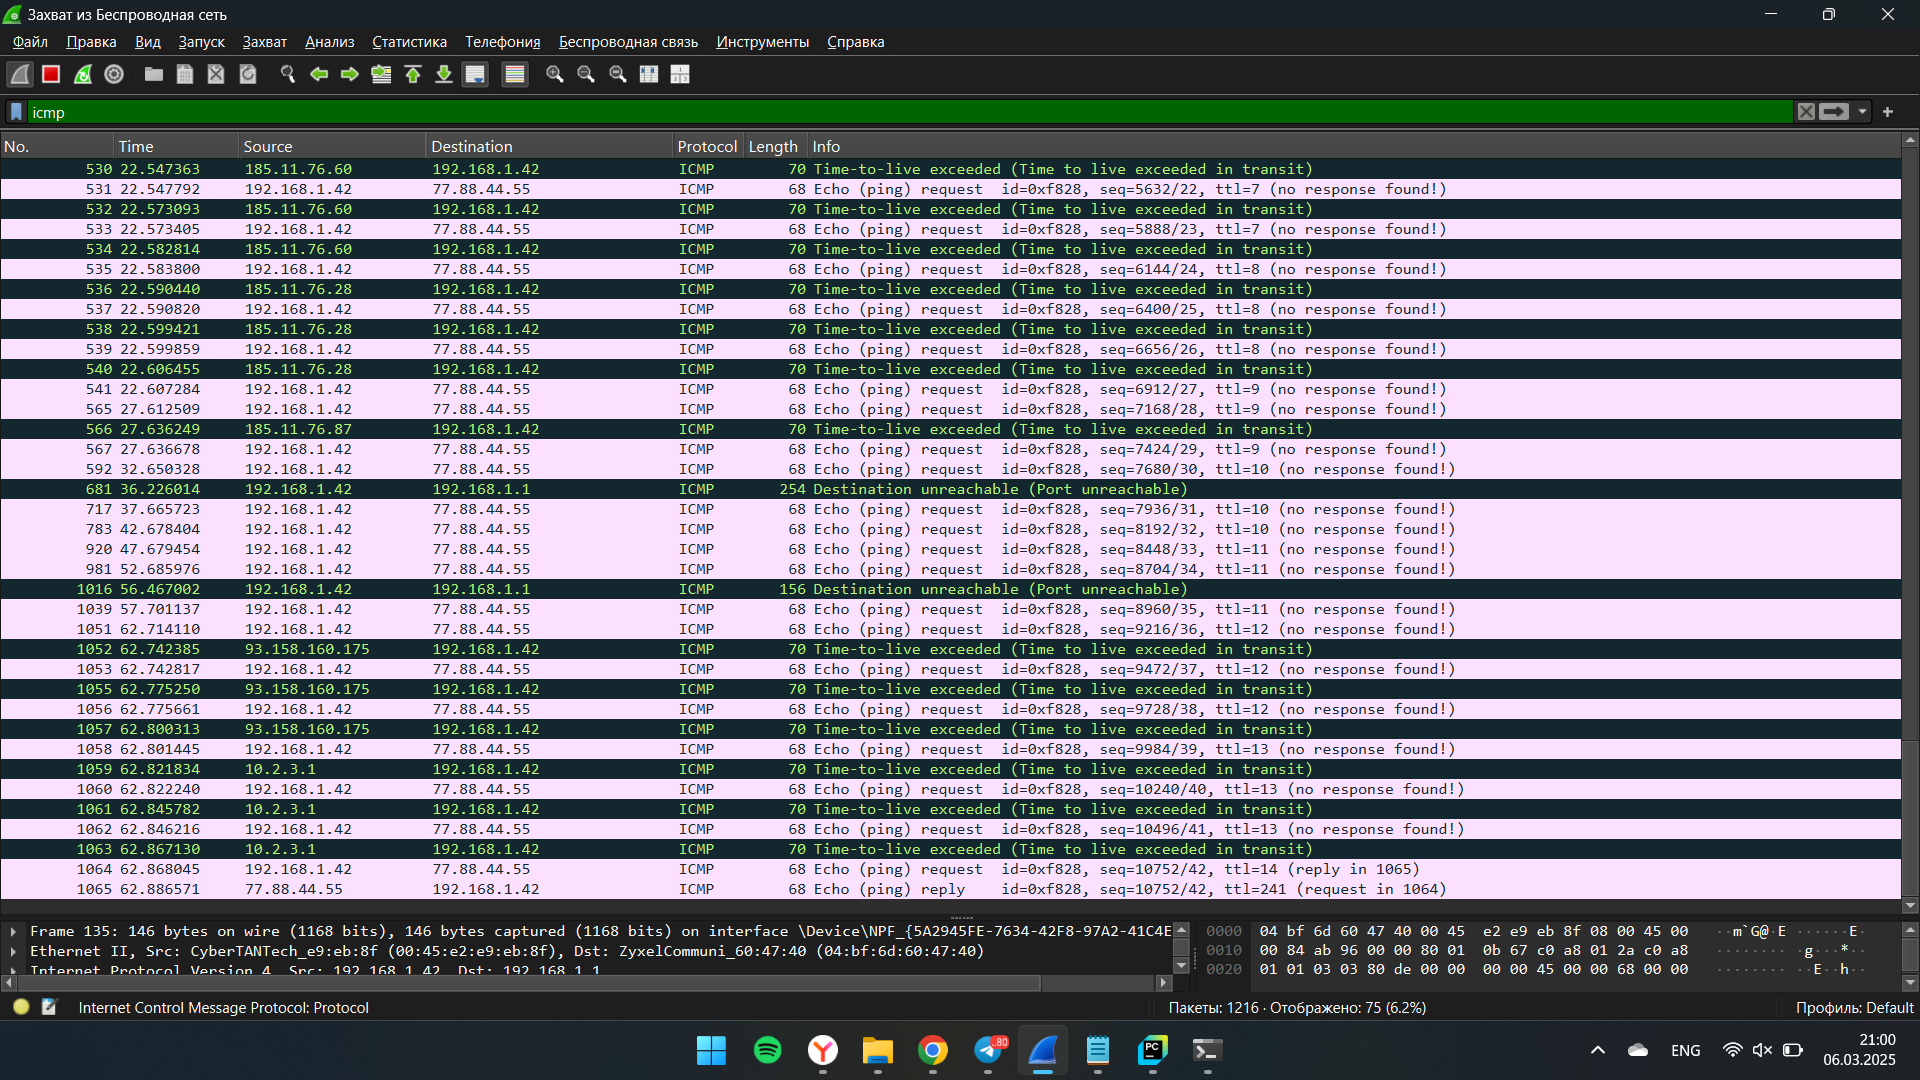 Захват из Беспроводная сеть
Файл Правка Вид Запуск Захват Анализ Статистика Телефония Беспроводная связь Инструменты Справка
icmp
No. Time Source Destination Protocol Length Info
530 22.547363 185.11.76.60 192.168.1.42 ICMP 70 Time-to-live exceeded (Time to live exceeded in transit)
531 22.547792 192.168.1.42 77.88.44.55 ICMP 68 Echo (ping) request id=0xf828, seq=5632/22, ttl=7 (no response found!)
532 22.573093 185.11.76.60 192.168.1.42 ICMP 70 Time-to-live exceeded (Time to live exceeded in transit)
533 22.573405 192.168.1.42 77.88.44.55 ICMP 68 Echo (ping) request id=0xf828, seq=5888/23, ttl=7 (no response found!)
534 22.582814 185.11.76.60 192.168.1.42 ICMP 70 Time-to-live exceeded (Time to live exceeded in transit)
535 22.583800 192.168.1.42 77.88.44.55 ICMP 68 Echo (ping) request id=0xf828, seq=6144/24, ttl=8 (no response found!)
536 22.590440 185.11.76.28 192.168.1.42 ICMP 70 Time-to-live exceeded (Time to live exceeded in transit)
537 22.590820 192.168.1.42 77.88.44.55 ICMP 68 Echo (ping) request id=0xf828, seq=6400/25, ttl=8 (no response found!)
538 22.599421 185.11.76.28 192.168.1.42 ICMP 70 Time-to-live exceeded (Time to live exceeded in transit)
539 22.599859 192.168.1.42 77.88.44.55 ICMP 68 Echo (ping) request id=0xf828, seq=6656/26, ttl=8 (no response found!)
540 22.606455 185.11.76.28 192.168.1.42 ICMP 70 Time-to-live exceeded (Time to live exceeded in transit)
541 22.607284 192.168.1.42 77.88.44.55 ICMP 68 Echo (ping) request id=0xf828, seq=6912/27, ttl=9 (no response found!)
565 27.612509 192.168.1.42 77.88.44.55 ICMP 68 Echo (ping) request id=0xf828, seq=7168/28, ttl=9 (no response found!)
566 27.636249 185.11.76.87 192.168.1.42 ICMP 70 Time-to-live exceeded (Time to live exceeded in transit)
567 27.636678 192.168.1.42 77.88.44.55 ICMP 68 Echo (ping) request id=0xf828, seq=7424/29, ttl=9 (no response found!)
592 32.650328 192.168.1.42 77.88.44.55 ICMP 68 Echo (ping) request id=0xf828, seq=7680/30, ttl=10 (no response found!)
681 36.226014 192.168.1.42 192.168.1.1 ICMP 254 Destination unreachable (Port unreachable)
717 37.665723 192.168.1.42 77.88.44.55 ICMP 68 Echo (ping) request id=0xf828, seq=7936/31, ttl=10 (no response found!)
783 42.678404 192.168.1.42 77.88.44.55 ICMP 68 Echo (ping) request id=0xf828, seq=8192/32, ttl=10 (no response found!)
920 47.679454 192.168.1.42 77.88.44.55 ICMP 68 Echo (ping) request id=0xf828, seq=8448/33, ttl=11 (no response found!)
981 52.685976 192.168.1.42 77.88.44.55 ICMP 68 Echo (ping) request id=0xf828, seq=8704/34, ttl=11 (no response found!)
1016 56.467002 192.168.1.42 192.168.1.1 ICMP 156 Destination unreachable (Port unreachable)
1039 57.701137 192.168.1.42 77.88.44.55 ICMP 68 Echo (ping) request id=0xf828, seq=8960/35, ttl=11 (no response found!)
1051 62.714110 192.168.1.42 77.88.44.55 ICMP 68 Echo (ping) request id=0xf828, seq=9216/36, ttl=12 (no response found!)
1052 62.742385 93.158.160.175 192.168.1.42 ICMP 70 Time-to-live exceeded (Time to live exceeded in transit)
1053 62.742817 192.168.1.42 77.88.44.55 ICMP 68 Echo (ping) request id=0xf828, seq=9472/37, ttl=12 (no response found!)
1055 62.775250 93.158.160.175 192.168.1.42 ICMP 70 Time-to-live exceeded (Time to live exceeded in transit)
1056 62.775661 192.168.1.42 77.88.44.55 ICMP 68 Echo (ping) request id=0xf828, seq=9728/38, ttl=12 (no response found!)
1057 62.800313 93.158.160.175 192.168.1.42 ICMP 70 Time-to-live exceeded (Time to live exceeded in transit)
1058 62.801445 192.168.1.42 77.88.44.55 ICMP 68 Echo (ping) request id=0xf828, seq=9984/39, ttl=13 (no response found!)
1059 62.821834 10.2.3.1 192.168.1.42 ICMP 70 Time-to-live exceeded (Time to live exceeded in transit)
1060 62.822240 192.168.1.42 77.88.44.55 ICMP 68 Echo (ping) request id=0xf828, seq=10240/40, ttl=13 (no response found!)
1061 62.845782 10.2.3.1 192.168.1.42 ICMP 70 Time-to-live exceeded (Time to live exceeded in transit)
1062 62.846216 192.168.1.42 77.88.44.55 ICMP 68 Echo (ping) request id=0xf828, seq=10496/41, ttl=13 (no response found!)
1063 62.867130 10.2.3.1 192.168.1.42 ICMP 70 Time-to-live exceeded (Time to live exceeded in transit)
1064 62.868045 192.168.1.42 77.88.44.55 ICMP 68 Echo (ping) request id=0xf828, seq=10752/42, ttl=14 (reply in 1065)
1065 62.886571 77.88.44.55 192.168.1.42 ICMP 68 Echo (ping) reply id=0xf828, seq=10752/42, ttl=241 (request in 1064)
Frame 135: 146 bytes on wire (1168 bits), 146 bytes captured (1168 bits) on interface \Device\NPF_{5A2945FE-7634-42F8-97A2-41C4E
Ethernet II, Src: CyberTANTech_e9:eb:8f (00:45:e2:e9:eb:8f), Dst: ZyxelCommuni_60:47:40 (04:bf:6d:60:47:40)
Internet Protocol Version 4, Src: 192.168.1.42, Dst: 192.168.1.1
0000 04 bf 6d 60 47 40 00 45 e2 e9 eb 8f 08 00 45 00 ··m`G@·E ······E·
0010 00 84 ab 96 00 00 80 01 0b 67 c0 a8 01 2a c0 a8 ········ ·g···*··
0020 01 01 03 03 80 de 00 00 00 00 45 00 00 68 00 00 ········ ··E··h··
Internet Control Message Protocol: Protocol
Пакеты: 1216 · Отображено: 75 (6.2%)
Профиль: Default
.80
PC
ENG
21:00
06.03.2025